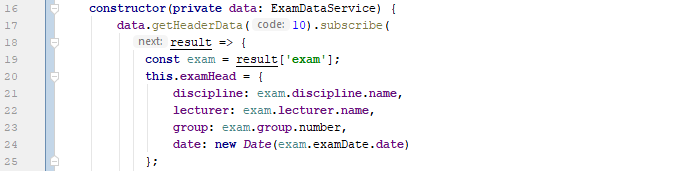 16 constructor(private data: ExamDataService) {
17 data.getHeaderData( code: 10).subscribe(
18 next: result => {
19 const exam = result['exam'];
20 this.examHead = {
21 discipline: exam.discipline.name,
22 lecturer: exam.lecturer.name,
23 group: exam.group.number,
24 date: new Date(exam.examDate.date)
25 };